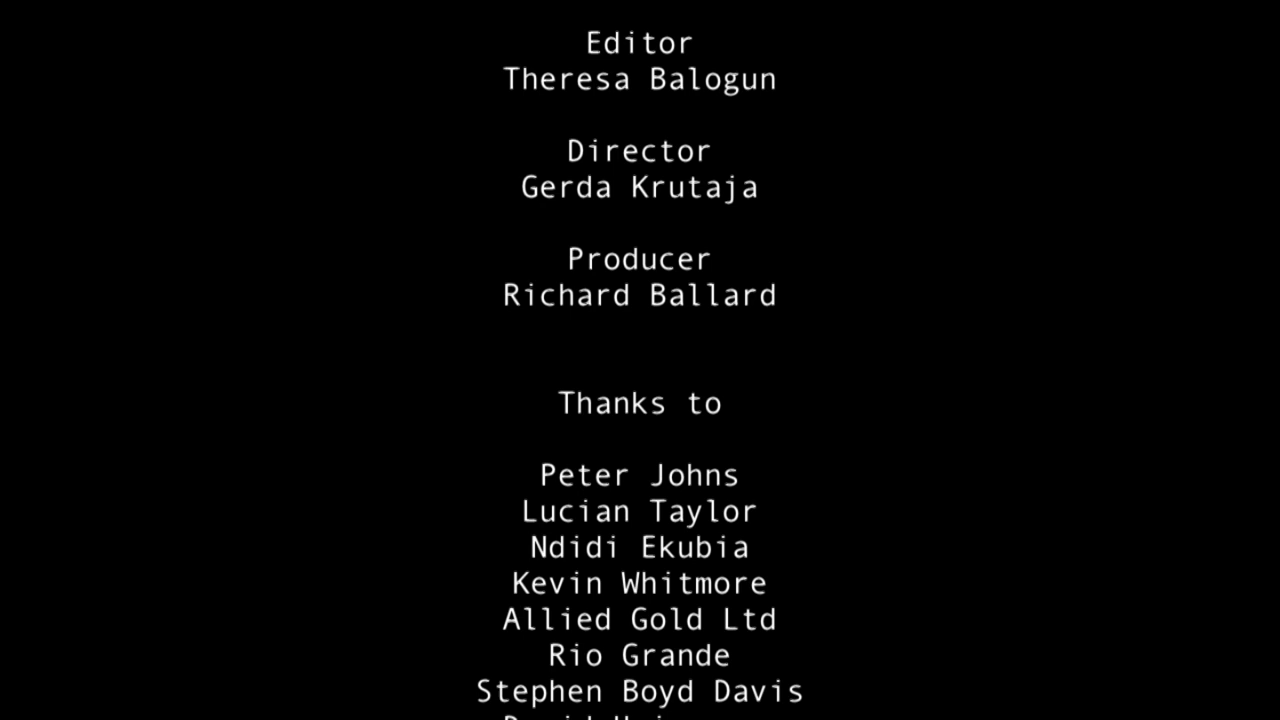 Editor
Theresa Balogun
Director
Gerda Krutaja
Producer
Richard Ballard
Thanks to
Peter Johns
Lucian Taylor
Ndidi Ekubia
Kevin Whitmore
Allied Gold Ltd
Rio Grande
Stephen Boyd Davis